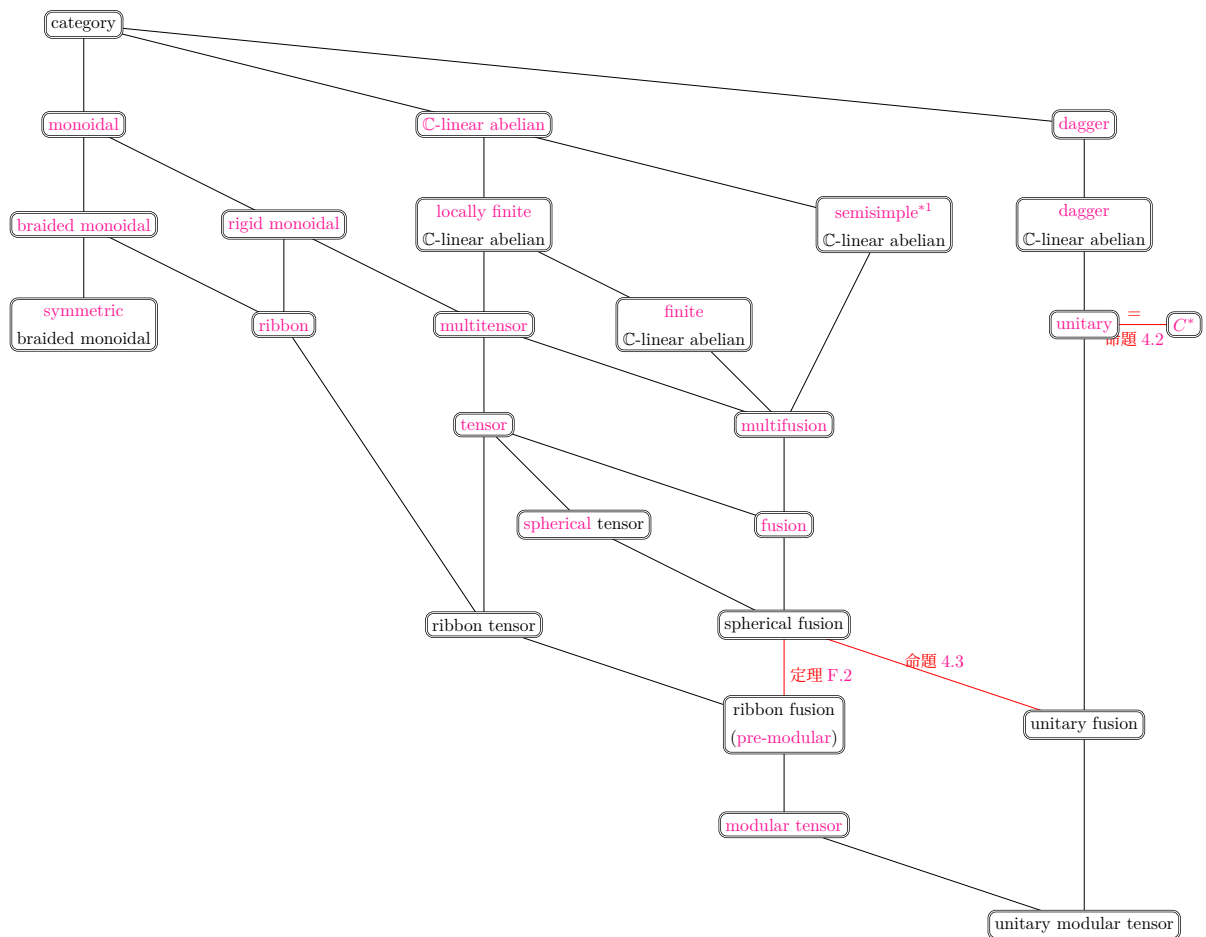 category
monoidal
ℂ-linear abelian
dagger
braided monoidal
rigid monoidal
locally finite
ℂ-linear abelian
semisimple*1
ℂ-linear abelian
dagger
ℂ-linear abelian
symmetric
braided monoidal
ribbon
multitensor
finite
ℂ-linear abelian
unitary
=
命題 4.2
C*
tensor
multifusion
spherical tensor
fusion
ribbon tensor
spherical fusion
命題 4.3
定理 F.2
ribbon fusion
(pre-modular)
unitary fusion
modular tensor
unitary modular tensor